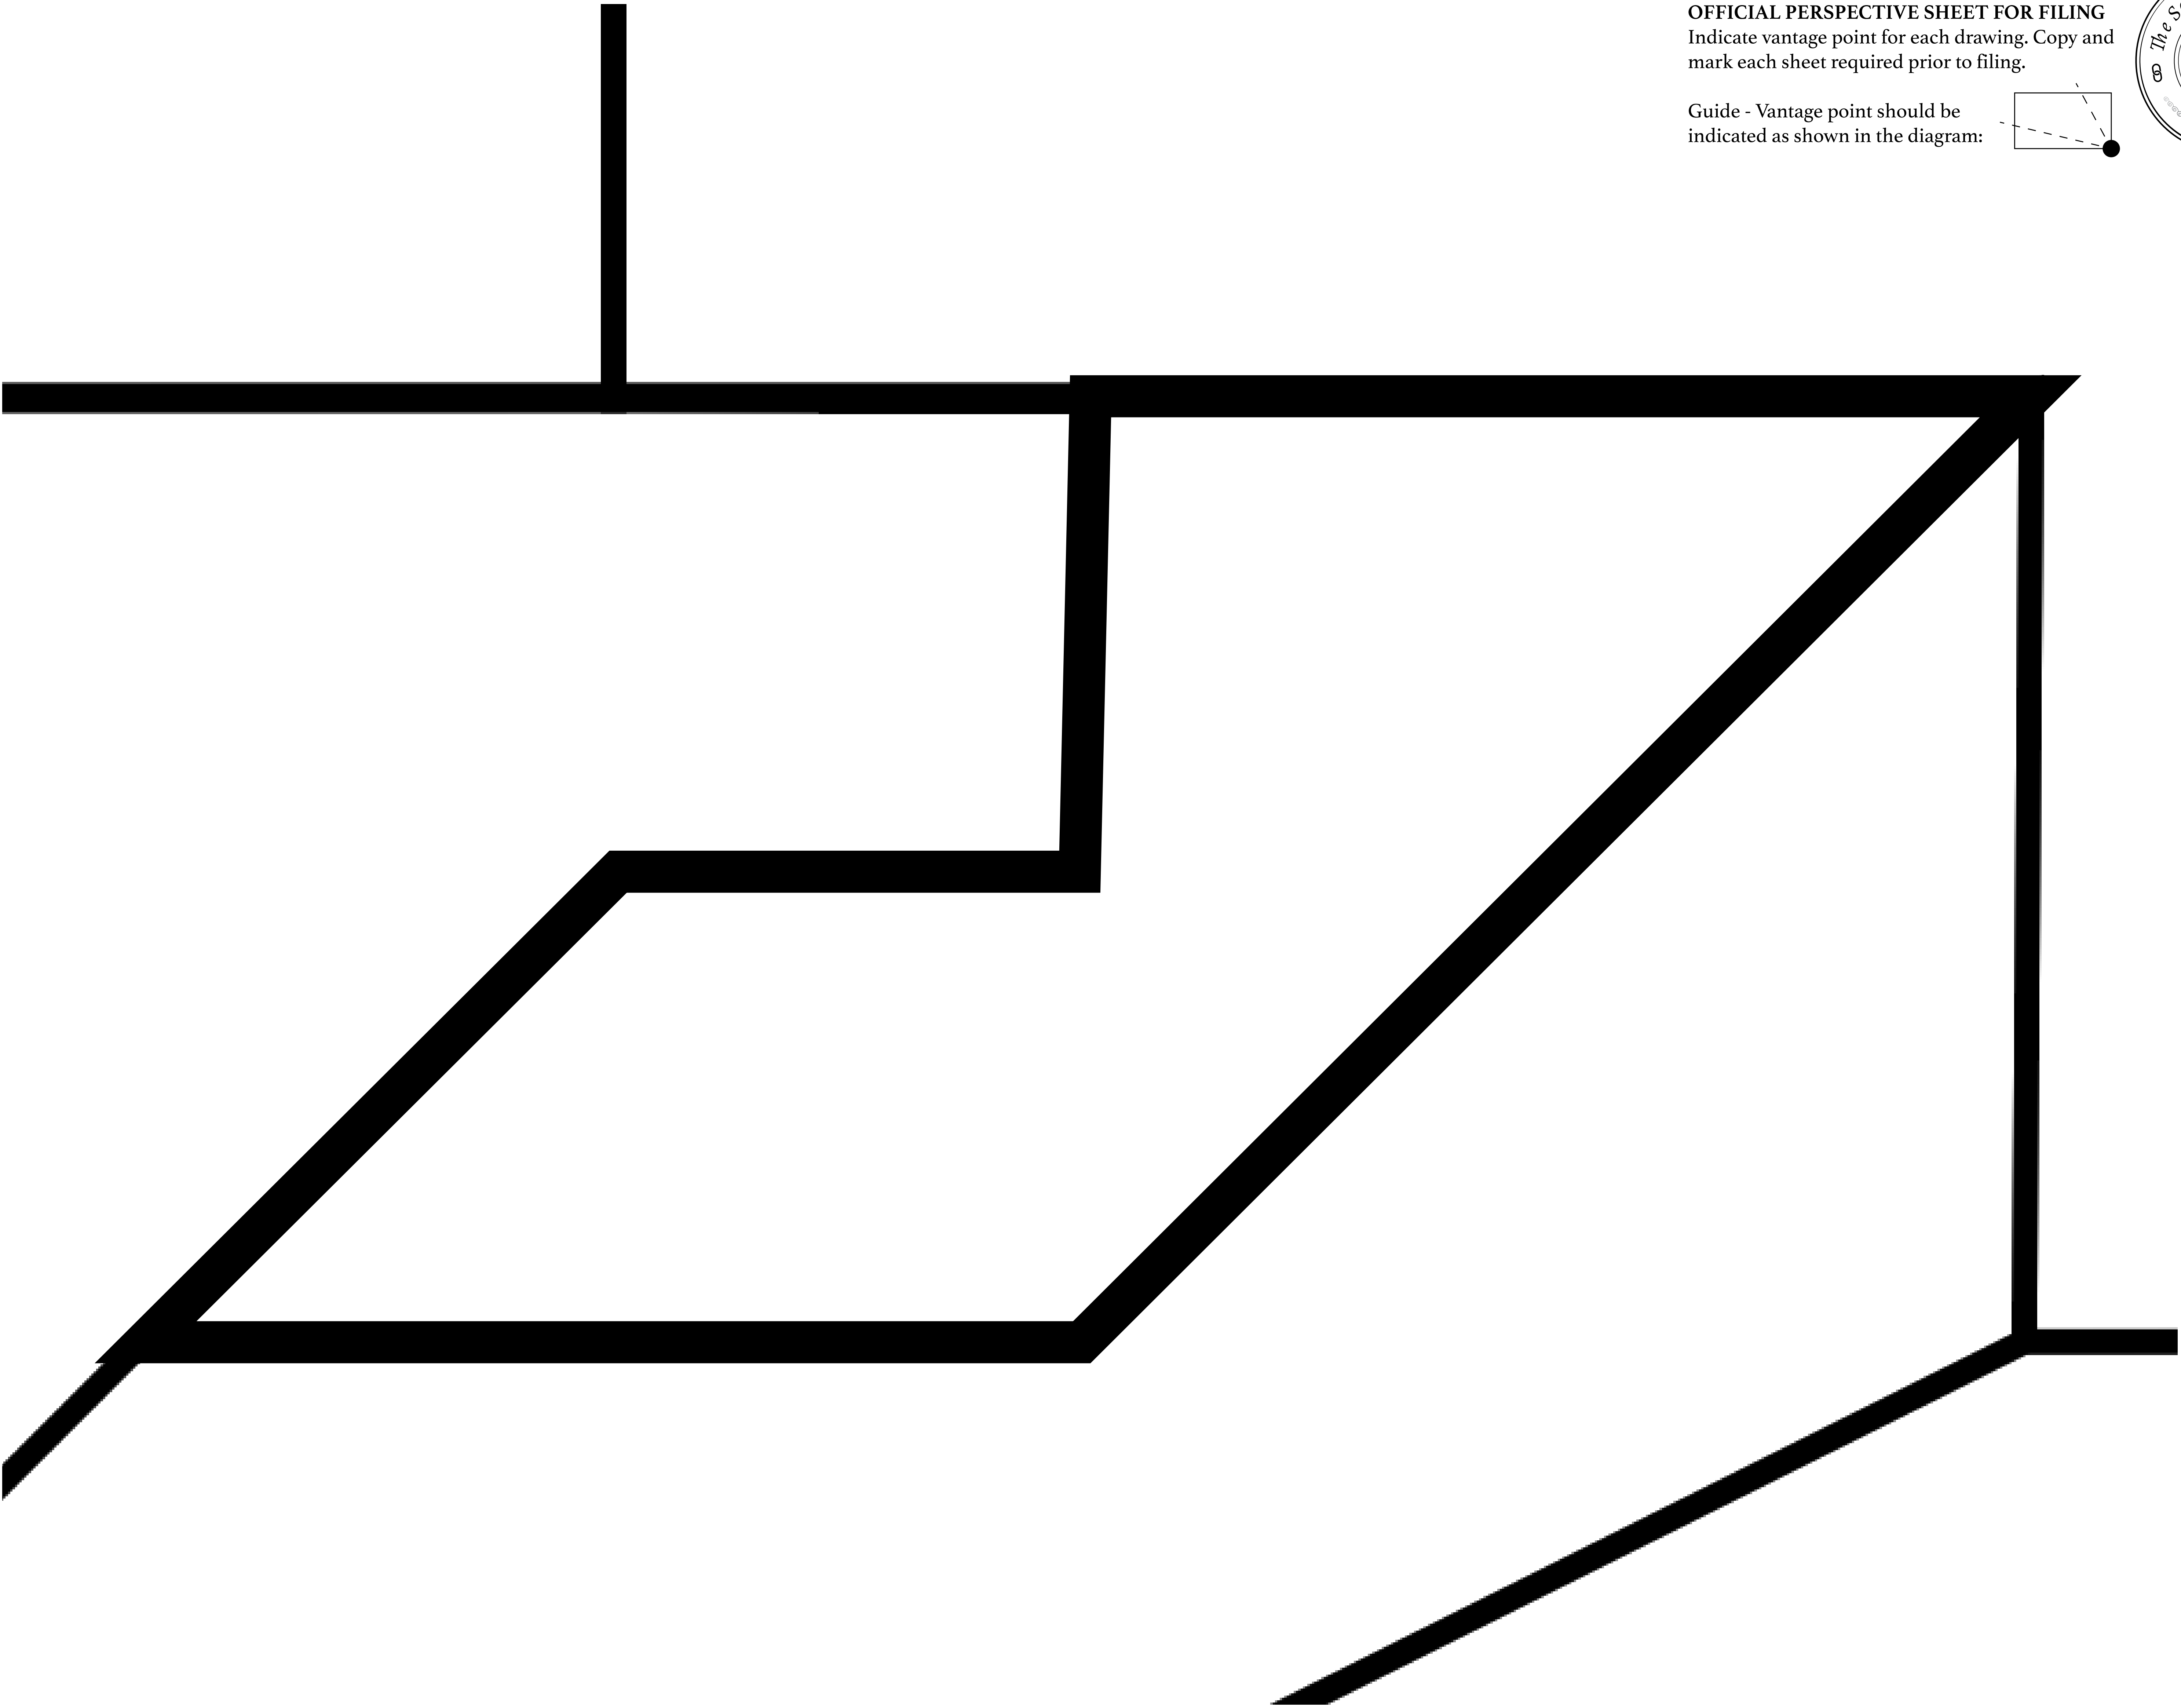 OFFICIAL PERSPECTIVE SHEET FOR FILING
Indicate vantage point for each drawing. Copy and
mark each sheet required prior to filing.
Guide - Vantage point should be
indicated as shown in the diagram:
The